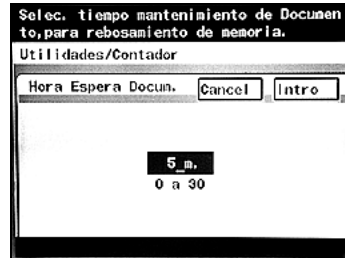 Selec. tiempo mantenimiento de Documen
to,para rebosamiento de memoria.
Utilidades/Contador
Hora Espera Docum. Cancel Intro
5 m.
0 a 30